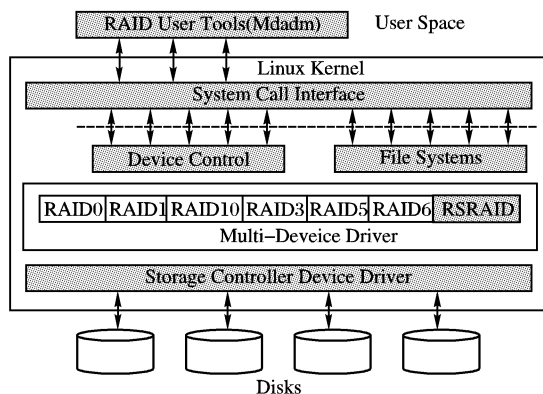 RAID User Tools(Mdadm)
User Space
Linux Kernel
System Call Interface
Device Control
File Systems
RAID0 RAID1 RAID10 RAID3 RAID5 RAID6 RSRAID
Multi-Deveice Driver
Storage Controller Device Driver
Disks